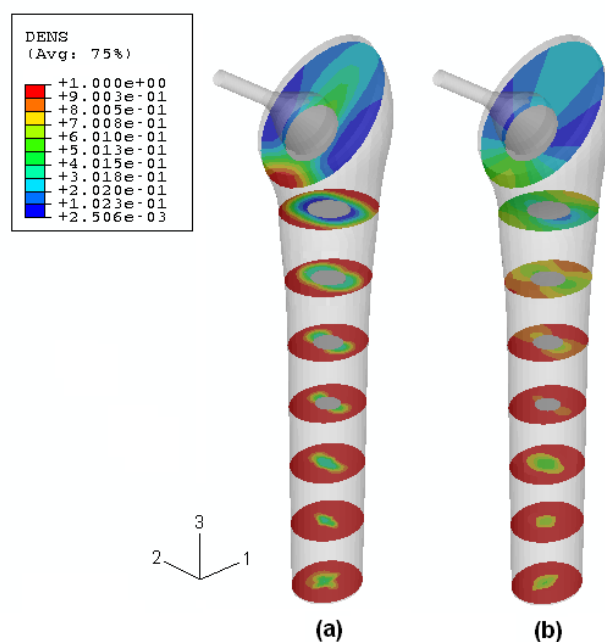 DENS
(Avg: 75%)
+1.000e+00
+9.003e-01
+8.005e-01
+7.008e-01
+6.010e-01
+5.013e-01
+4.015e-01
+3.018e-01
+2.020e-01
+1.023e-01
+2.506e-03
3
2
1
(a)
(b)